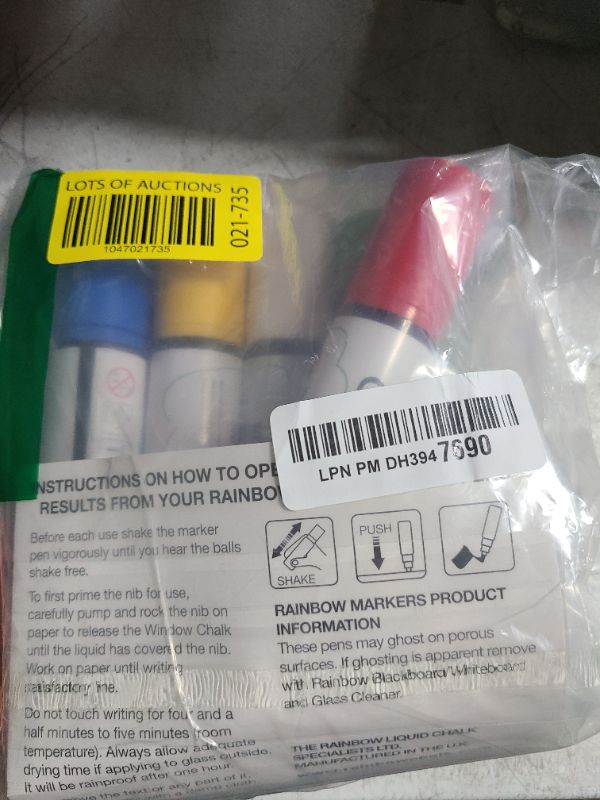 LOTS OF AUCTIONS
1047021735
021-735
LPN PM DH3947690
INSTRUCTIONS ON HOW TO OPE
RESULTS FROM YOUR RAINBO
Before each use shake the marker
pen vigorously until you hear the balls
shake free.
To first prime the nib for use,
carefully pump and rock the nib on
paper to release the Window Chalk
until the liquid has covered the nib.
Work on paper until writing
satisfactory line.
Do not touch writing for four and a
half minutes to five minutes (room
temperature). Always allow adequate
drying time if applying to glass outside.
It will be rainproof after one hour.
SHAKE
PUSH
RAINBOW MARKERS PRODUCT
INFORMATION
These pens may ghost on porous
surfaces. If ghosting is apparent remove
with Rainbow Blackboard/Whiteboard
and Glass Cleaner.
THE RAINBOW LIQUID CHALK
SPECIALISTS LTD.
MANUFACTURED IN THE U.K.